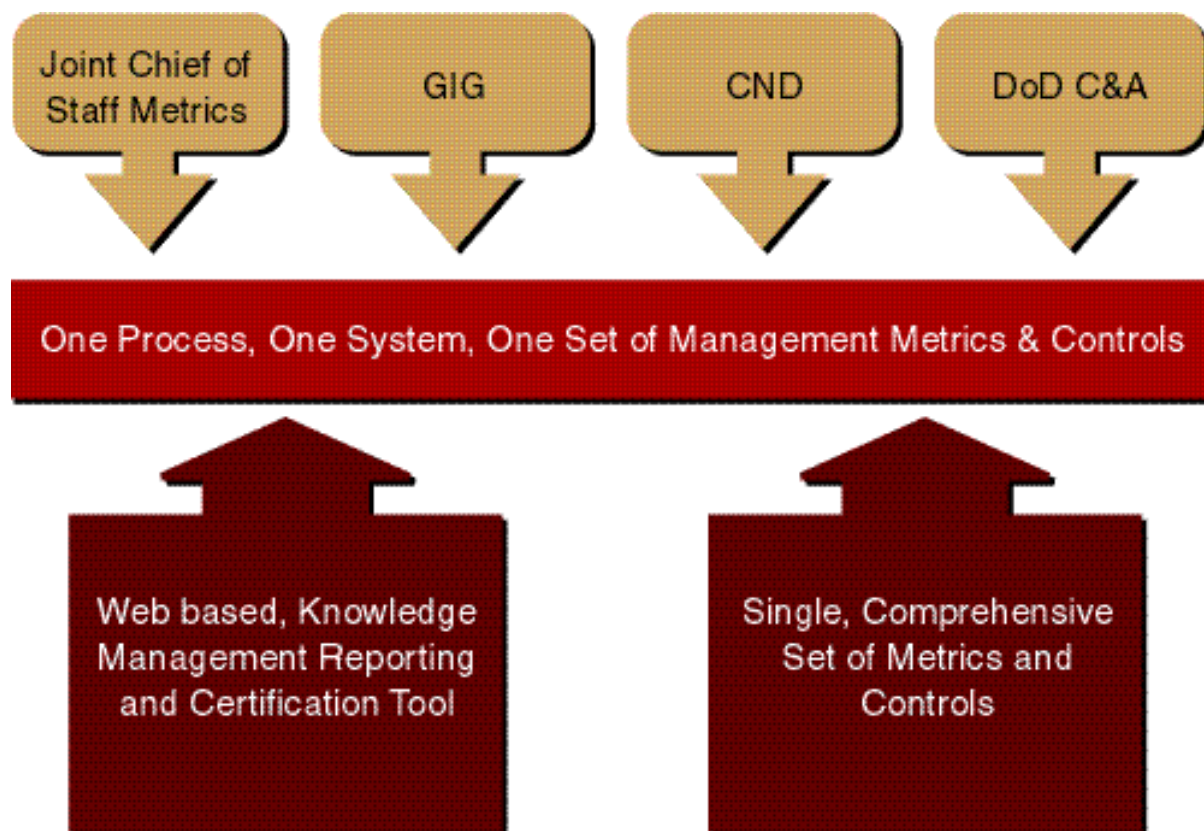 Joint Chief of
Staff Metrics
GIG
CND
DoD C&A
One Process, One System, One Set of Management Metrics & Controls
Web based, Knowledge
Management Reporting
and Certification Tool
Single, Comprehensive
Set of Metrics and
Controls